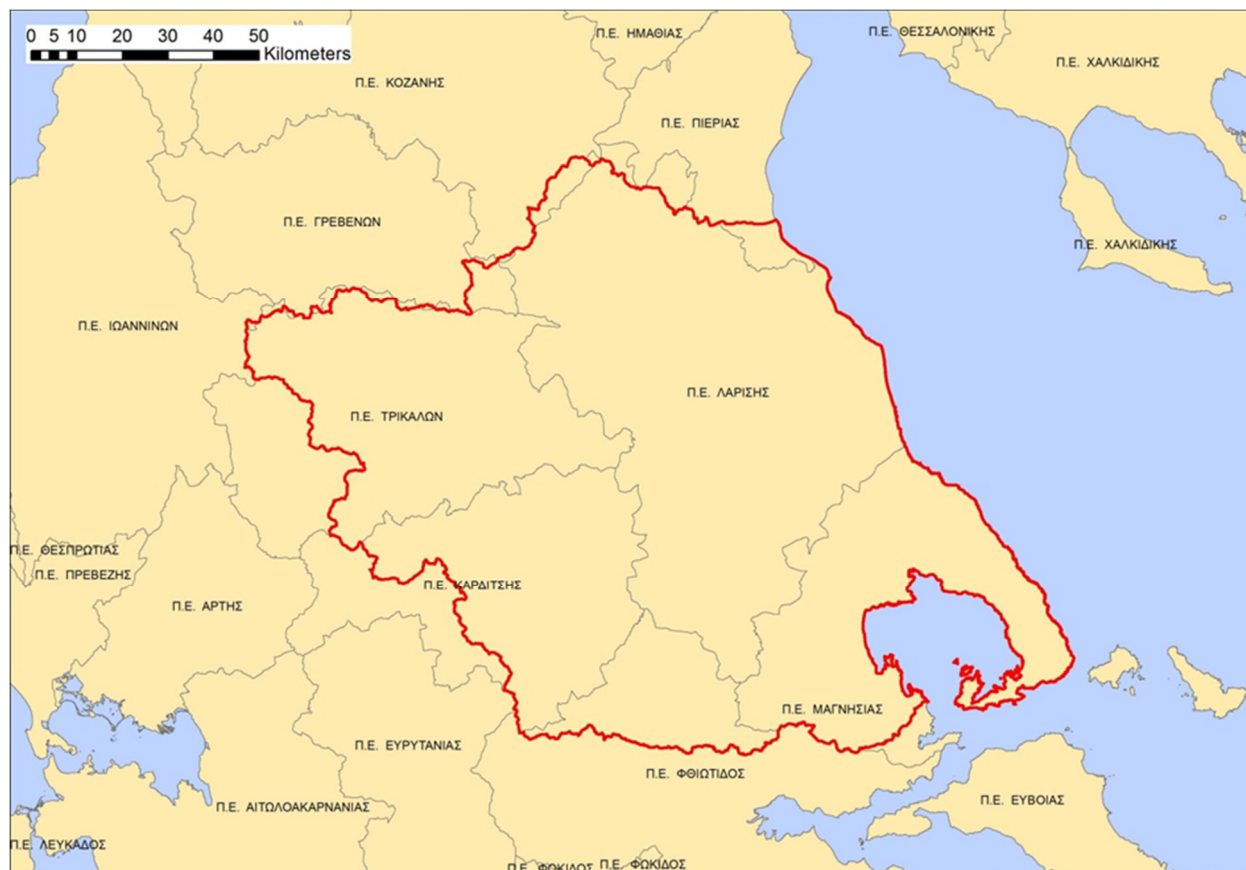 0 5 10 20 30 40 50
Kilometers
Π.Ε. ΗΜΑΘΙΑΣ
Π.Ε. ΘΕΣΣΑΛΟΝΙΚΗΣ
Π.Ε. ΧΑΛΚΙΔΙΚΗΣ
Π.Ε. ΚΟΖΑΝΗΣ
Π.Ε. ΠΙΕΡΙΑΣ
Π.Ε. ΓΡΕΒΕΝΩΝ
Π.Ε. ΧΑΛΚΙΔΙΚΗΣ
Π.Ε. ΙΩΑΝΝΙΝΩΝ
Π.Ε. ΛΑΡΙΣΗΣ
Π.Ε. ΤΡΙΚΑΛΩΝ
Π.Ε. ΘΕΣΠΡΩΤΙΑΣ
Π.Ε. ΠΡΕΒΕΖΗΣ
Π.Ε. ΚΑΡΔΙΤΣΗΣ
Π.Ε. ΑΡΤΗΣ
Π.Ε. ΜΑΓΝΗΣΙΑΣ
Π.Ε. ΕΥΡΥΤΑΝΙΑΣ
Π.Ε. ΦΘΙΩΤΙΔΟΣ
Π.Ε. ΕΥΒΟΙΑΣ
Π.Ε. ΑΙΤΩΛΟΑΚΑΡΝΑΝΙΑΣ
Π.Ε. ΛΕΥΚΑΔΟΣ
Π.Ε. ΦΩΚΙΔΟΣ
Π.Ε. ΦΩΚΙΔΟΣ